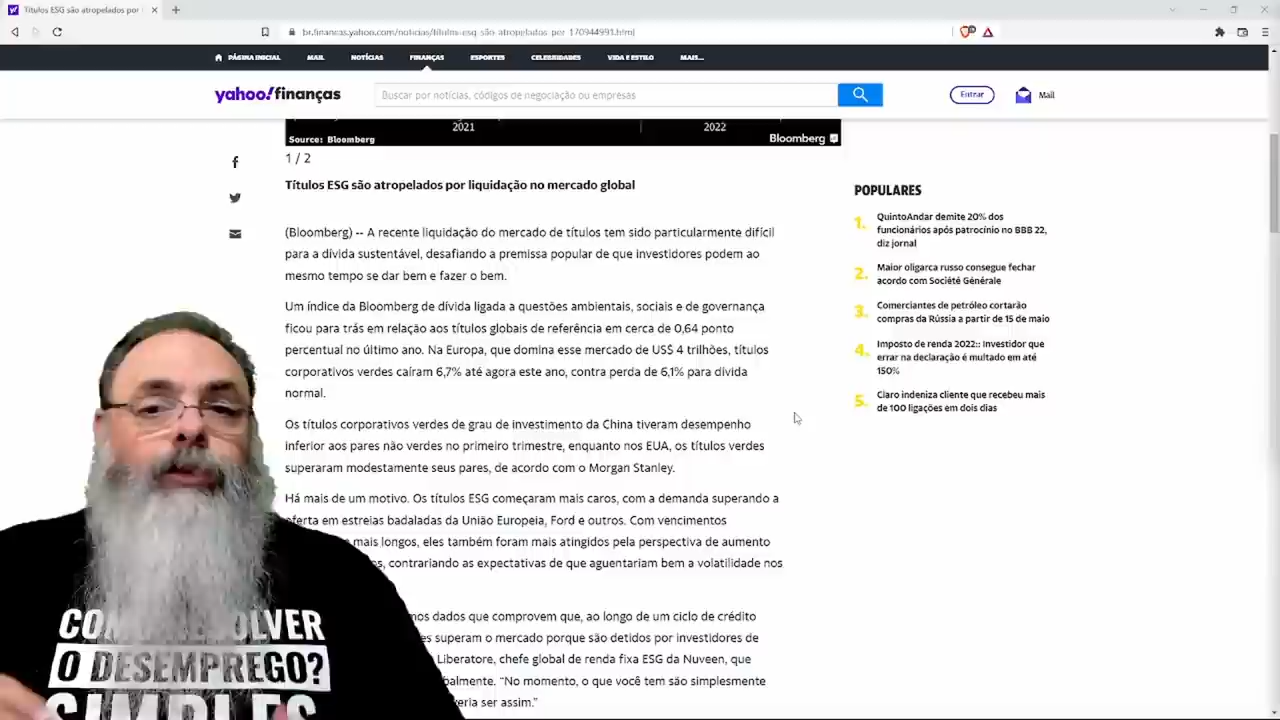 Títulos ESG são atropelados por
br.financas.yahoo.com/noticias/títulos-esg-são-atropelados-por-170944991.html
PÁGINA INICIAL MAIL NOTÍCIAS FINANÇAS ESPORTES CELEBRIDADES VIDA E ESTILO MAIS...
yahoo!finanças
Buscar por notícias, códigos de negociação ou empresas
Entrar
Mail
2021 2022
Source: Bloomberg Bloomberg
1 / 2
Títulos ESG são atropelados por liquidação no mercado global
(Bloomberg) -- A recente liquidação do mercado de títulos tem sido particularmente difícil
para a dívida sustentável, desafiando a premissa popular de que investidores podem ao
mesmo tempo se dar bem e fazer o bem.
Um índice da Bloomberg de dívida ligada a questões ambientais, sociais e de governança
ficou para trás em relação aos títulos globais de referência em cerca de 0,64 ponto
percentual no último ano. Na Europa, que domina esse mercado de US$ 4 trilhões, títulos
corporativos verdes caíram 6,7% até agora este ano, contra perda de 6,1% para dívida
normal.
Os títulos corporativos verdes de grau de investimento da China tiveram desempenho
inferior aos pares não verdes no primeiro trimestre, enquanto nos EUA, os títulos verdes
superaram modestamente seus pares, de acordo com o Morgan Stanley.
Há mais de um motivo. Os títulos ESG começaram mais caros, com a demanda superando a
oferta em estreias badaladas da União Europeia, Ford e outros. Com vencimentos
mais longos, eles também foram mais atingidos pela perspectiva de aumento
contrariando as expectativas de que aguentariam bem a volatilidade nos
mos dados que comprovem que, ao longo de um ciclo de crédito
superam o mercado porque são detidos por investidores de
Liberatore, chefe global de renda fixa ESG da Nuveen, que
balmente. “No momento, o que você tem são simplesmente
veria ser assim.”
POPULARES
1. QuintoAndar demite 20% dos
funcionários após patrocínio no BBB 22,
diz jornal
2. Maior oligarca russo consegue fechar
acordo com Société Générale
3. Comerciantes de petróleo cortarão
compras da Rússia a partir de 15 de maio
4. Imposto de renda 2022:: Investidor que
errar na declaração é multado em até
150%
5. Claro indeniza cliente que recebeu mais
de 100 ligações em dois dias
O DESEMPREGO?
SIMPLES